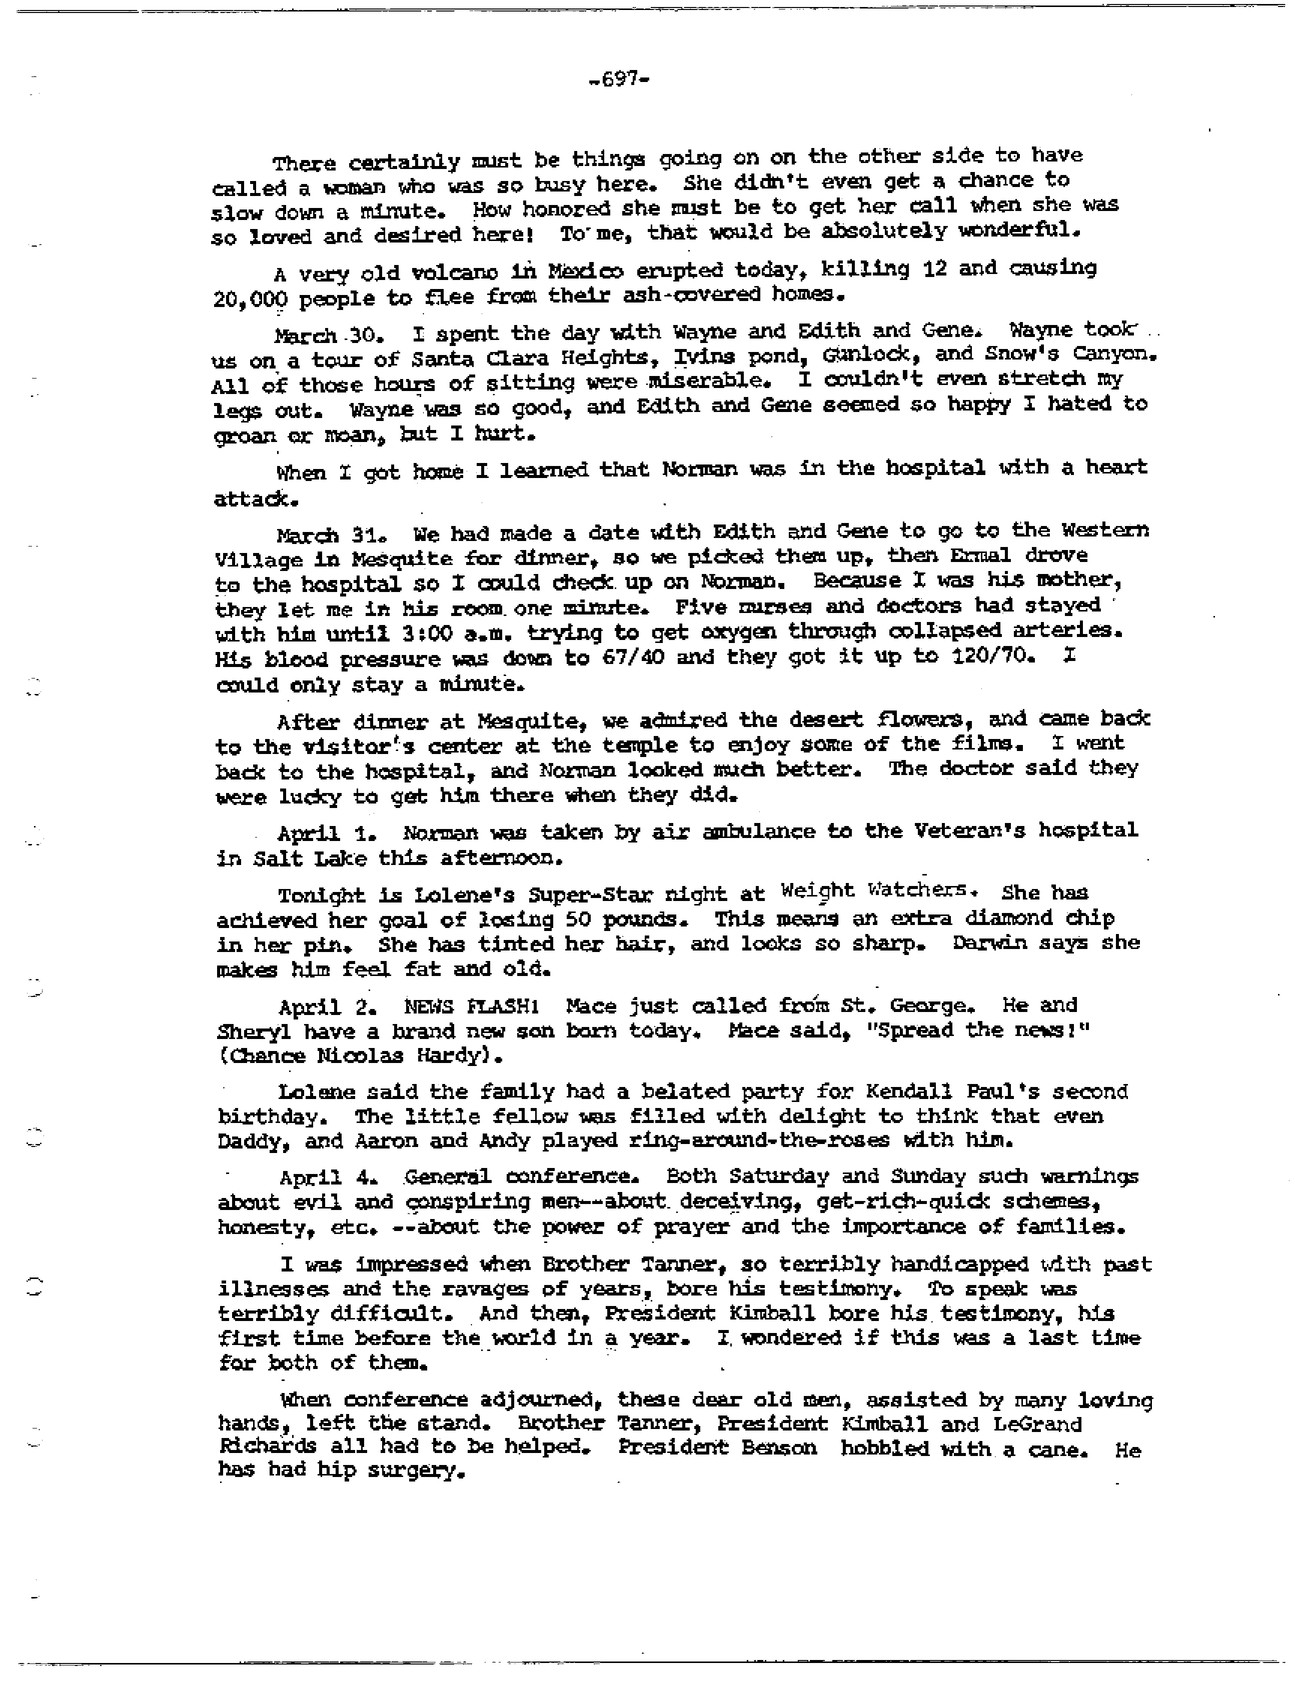 -697-
There certainly must be things going on on the other side to have
called a woman who was so busy here. She didn't even get a chance to
slow down a minute. How honored she must be to get her call when she was
so loved and desired here! To me, that would be absolutely wonderful.
A very old volcano in Mexico erupted today, killing 12 and causing
20,000 people to flee from their ash-covered homes.
March 30. I spent the day with Wayne and Edith and Gene. Wayne took
us on a tour of Santa Clara Heights, Ivins pond, Gunlock, and Snow's Canyon.
All of those hours of sitting were miserable. I couldn't even stretch my
legs out. Wayne was so good, and Edith and Gene seemed so happy I hated to
groan or moan, but I hurt.
When I got home I learned that Norman was in the hospital with a heart
attack.
March 31. We had made a date with Edith and Gene to go to the Western
Village in Mesquite for dinner, so we picked them up, then Ermal drove
to the hospital so I could check up on Norman. Because I was his mother,
they let me in his room one minute. Five nurses and doctors had stayed
with him until 3:00 a.m. trying to get oxygen through collapsed arteries.
His blood pressure was down to 67/40 and they got it up to 120/70. I
could only stay a minute.
After dinner at Mesquite, we admired the desert flowers, and came back
to the visitor's center at the temple to enjoy some of the films. I went
back to the hospital, and Norman looked much better. The doctor said they
were lucky to get him there when they did.
April 1. Norman was taken by air ambulance to the Veteran's hospital
in Salt Lake this afternoon.
Tonight is Lolene's Super-Star night at Weight Watchers. She has
achieved her goal of losing 50 pounds. This means an extra diamond chip
in her pin. She has tinted her hair, and looks so sharp. Darwin says she
makes him feel fat and old.
April 2. NEWS FLASH! Mace just called from St. George. He and
Sheryl have a brand new son born today. Mace said, "Spread the news!"
(Chance Nicolas Hardy).
Lolene said the family had a belated party for Kendall Paul's second
birthday. The little fellow was filled with delight to think that even
Daddy, and Aaron and Andy played ring-around-the-roses with him.
April 4. General conference. Both Saturday and Sunday such warnings
about evil and conspiring men--about deceiving, get-rich-quick schemes,
honesty, etc. --about the power of prayer and the importance of families.
I was impressed when Brother Tanner, so terribly handicapped with past
illnesses and the ravages of years, bore his testimony. To speak was
terribly difficult. And then, President Kimball bore his testimony, his
first time before the world in a year. I wondered if this was a last time
for both of them.
When conference adjourned, these dear old men, assisted by many loving
hands, left the stand. Brother Tanner, President Kimball and LeGrand
Richards all had to be helped. President Benson hobbled with a cane. He
has had hip surgery.